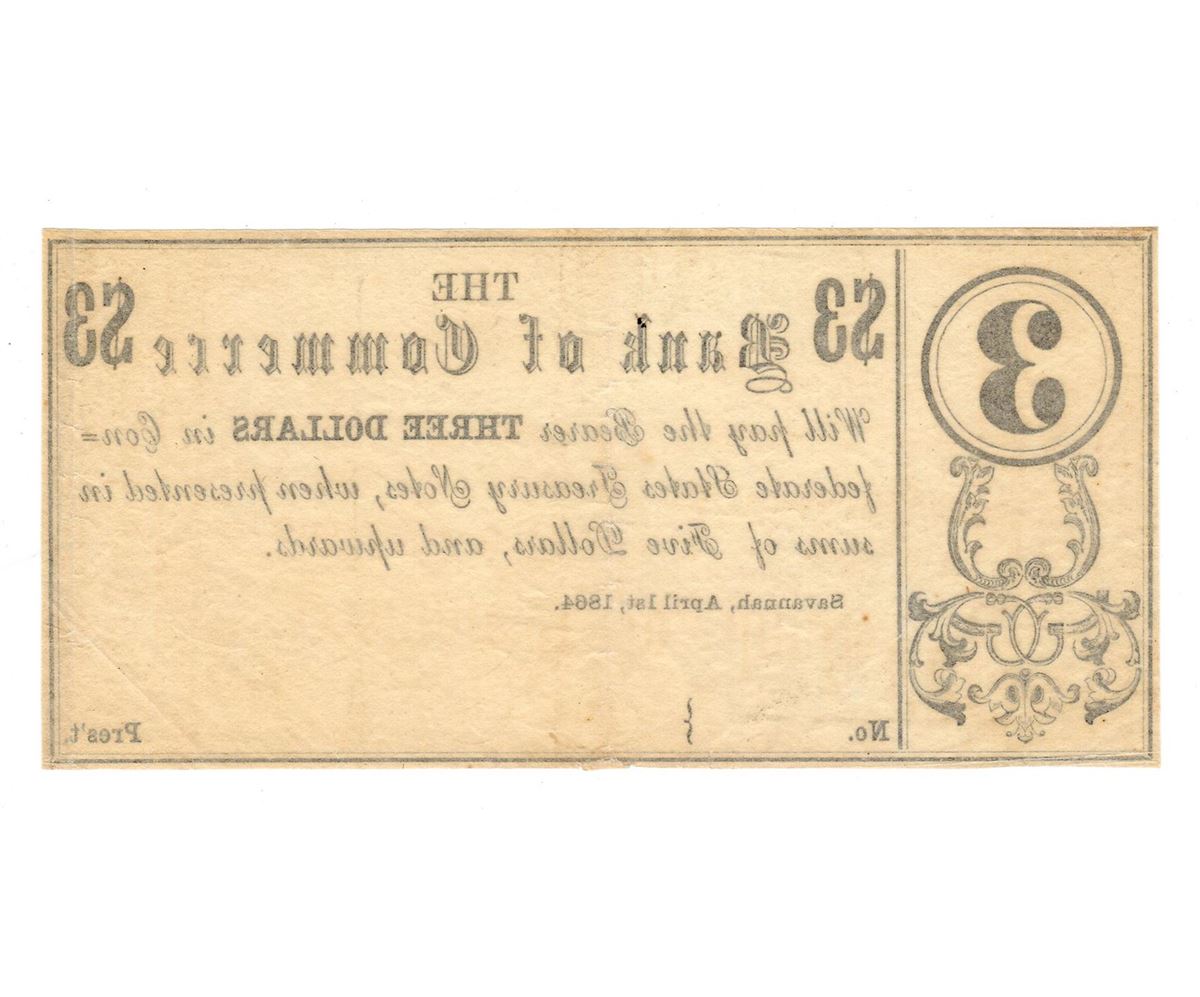 3
$3 THE $3
Bank of Commerce
Will pay the Bearer THREE DOLLARS in Con=
federate States Treasury Notes, when presented in
sums of Five Dollars, and upwards.
Savannah, April 1st, 1864.
No. } Pres't.